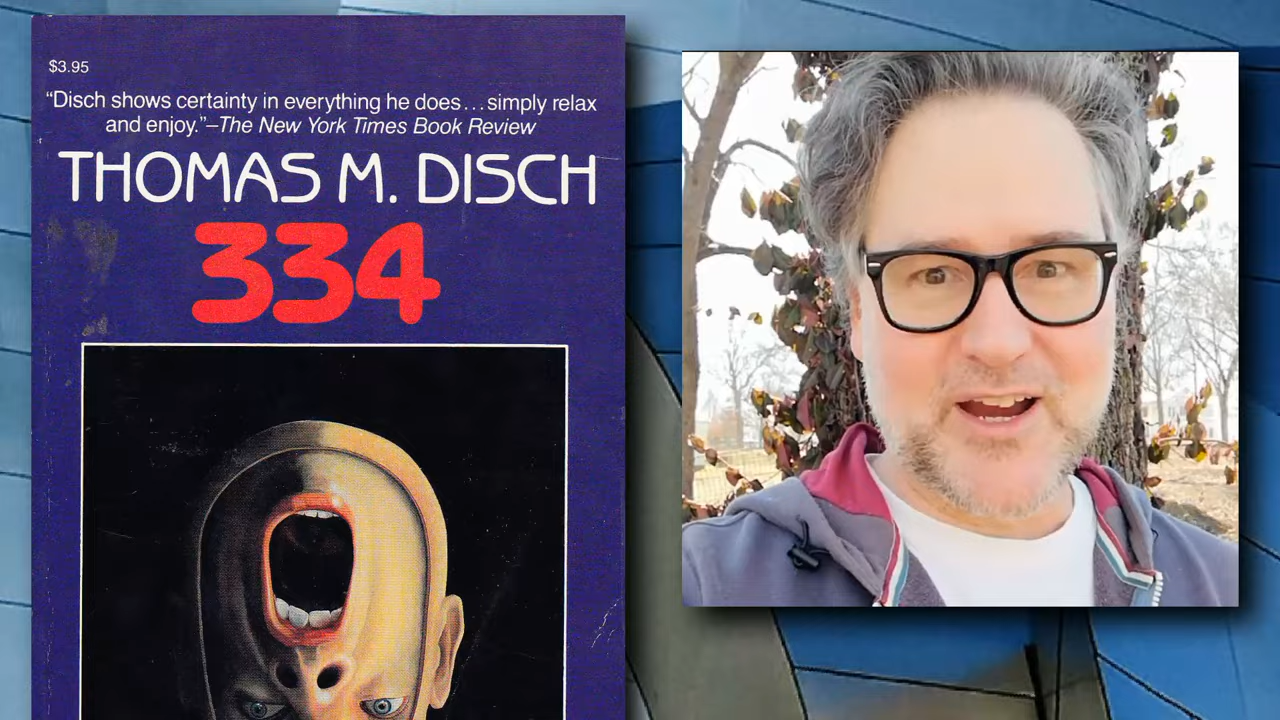 $3.95
“Disch shows certainty in everything he does...simply relax
and enjoy.”–The New York Times Book Review
THOMAS M. DISCH
334